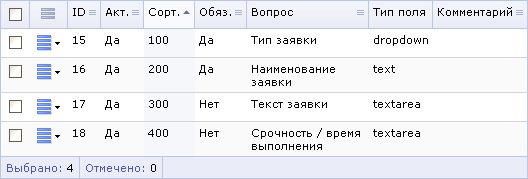 ID Акт. Сорт. Обяз. Вопрос Тип поля Комментарий
15 Да 100 Да Тип заявки dropdown
16 Да 200 Да Наименование text
заявки
17 Да 300 Нет Текст заявки textarea
18 Да 400 Нет Срочность / время textarea
выполнения
Выбрано: 4 Отмечено: 0